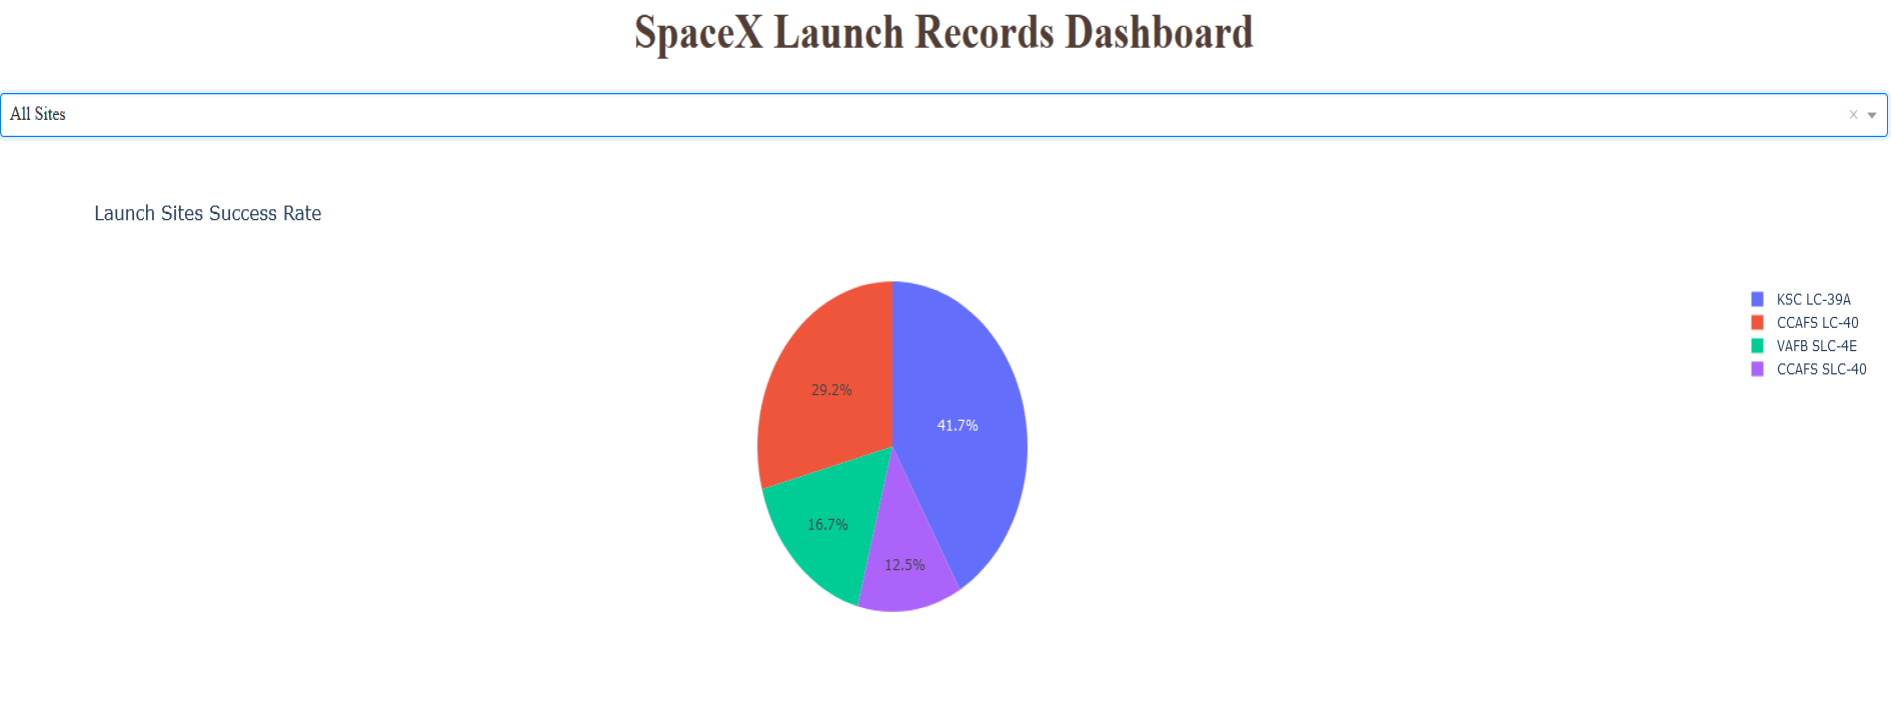 SpaceX Launch Records Dashboard
All Sites
×
Launch Sites Success Rate
KSC LC-39A
CCAFS LC-40
VAFB SLC-4E
CCAFS SLC-40
29.2%
41.7%
16.7%
12.5%